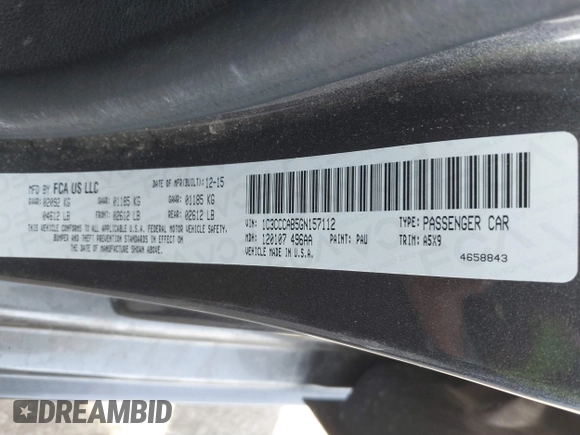 MFD BY FCA US LLC
DATE OF MFR(BUILT): 12-15
GVWR: 02092 KG GAWR 01185 KG GAWR 01185 KG
04612 LB FRONT: 02612 LB REAR: 02612 LB
THIS VEHICLE CONFORMS TO ALL APPLICABLE U.S.A. FEDERAL MOTOR VEHICLE SAFETY,
BUMPER AND THEFT PREVENTION STANDARDS IN EFFECT ON
THE DATE OF MANUFACTURE SHOWN ABOVE.
VIN: 1C3CCCAB5GN157112
TYPE: PASSENGER CAR
MDH: 120107 496AA PAINT: PAU
TRIM: A5X9
VEHICLE MADE IN U.S.A.
4658843
DREAMBID